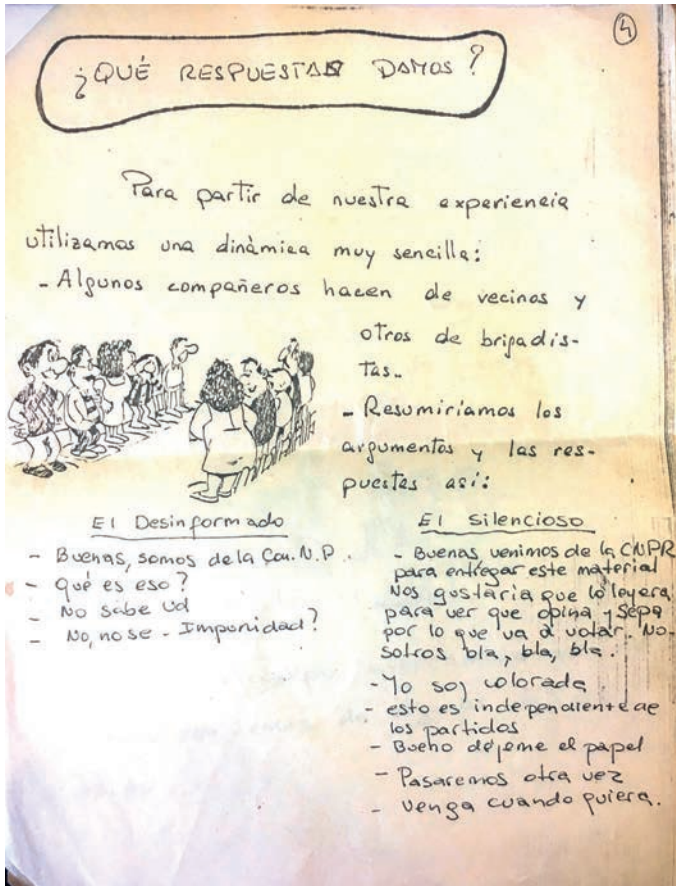 4
¿QUÉ RESPUESTAS DAMOS?
Para partir de nuestra experiencia
utilizamos una dinámica muy sencilla:
- Algunos compañeros hacen de vecinos y
otros de brigadis-
tas.
- Resumiríamos los
argumentos y las res-
puestas así:
El Desinformado
- Buenas, somos de la Com. N.P.
- Qué es eso?
- No sabe Ud
- No, no se - Impunidad?
El Silencioso
- Buenas, venimos de la CNPR
para entregar este material
Nos gustaría que lo leyera
para ver que opina y sepa
por lo que va a votar. No-
sotros bla, bla, bla.
- Yo soy colorada.
- esto es independiente de
los partidos
- Bueno déjeme el papel
- Pasaremos otra vez
- venga cuando quiera.